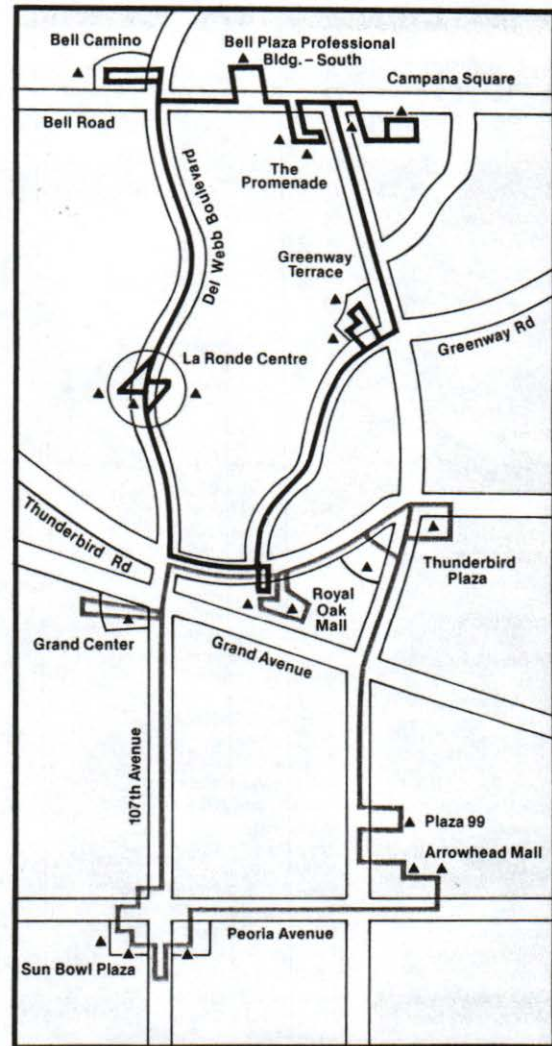 Bell Camino
Bell Plaza Professional
Bldg. – South
Campana Square
Bell Road
The
Promenade
Del Webb Boulevard
Greenway
Terrace
Greenway Rd
La Ronde Centre
Thunderbird Rd
Thunderbird
Plaza
Royal
Oak
Mall
Grand Center
Grand Avenue
107th Avenue
Plaza 99
Arrowhead Mall
Peoria Avenue
Sun Bowl Plaza